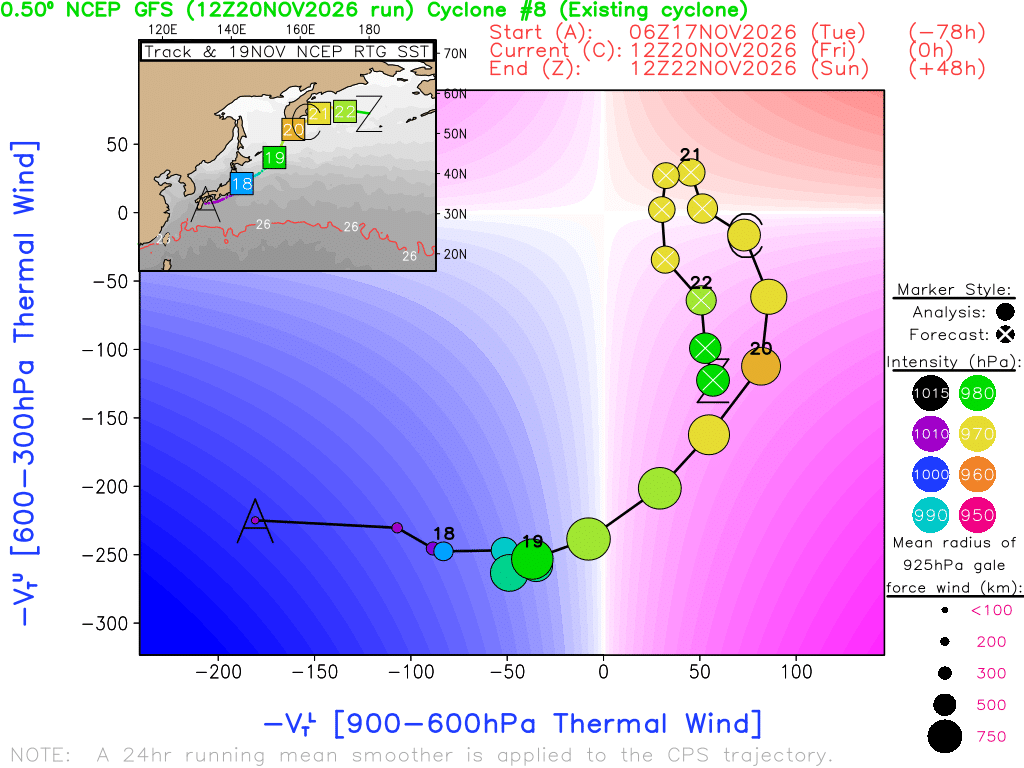 0.50° NCEP GFS (12Z20NOV2026 run) Cyclone #8 (Existing cyclone)
Start (A): 06Z17NOV2026 (Tue) (−78h)
Current (C): 12Z20NOV2026 (Fri) (0h)
End (Z): 12Z22NOV2026 (Sun) (+48h)
120E 140E 160E 180
Track & 19NOV NCEP RTG SST
70N
60N
50N
40N
30N
20N
A
18
19
20
C
21
22
Z
26
26
26
26
−V_T^U [600−300hPa Thermal Wind]
50
0
−50
−100
−150
−200
−250
−300
A
18
19
20
C
21
22
Z
−200 −150 −100 −50 0 50 100
−V_T^L [900−600hPa Thermal Wind]
Marker Style:
Analysis:
Forecast:
Intensity (hPa):
1015 980
1010 970
1000 960
990 950
Mean radius of
925hPa gale
force wind (km):
<100
200
300
500
750
NOTE: A 24hr running mean smoother is applied to the CPS trajectory.